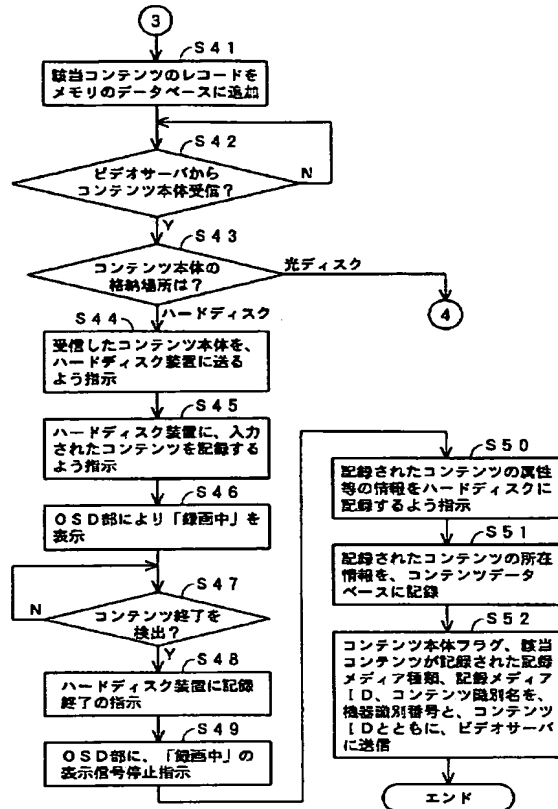 3
S41
該当コンテンツのレコードを
メモリのデータベースに追加
S42
ビデオサーバから
コンテンツ本体受信？
N
Y
S43
コンテンツ本体の
格納場所は？
光ディスク
4
ハードディスク
S44
受信したコンテンツ本体を、
ハードディスク装置に送る
よう指示
S45
ハードディスク装置に、入力
されたコンテンツを記録する
よう指示
S46
OSD部により「録画中」を
表示
S47
コンテンツ終了を
検出？
N
Y
S48
ハードディスク装置に記録
終了の指示
S49
OSD部に、「録画中」の
表示信号停止指示
S50
記録されたコンテンツの属性
等の情報をハードディスクに
記録するよう指示
S51
記録されたコンテンツの所在
情報を、コンテンツデータ
ベースに記録
S52
コンテンツ本体フラグ、該当
コンテンツが記録された記録
メディア種類、記録メディア
ID、コンテンツ識別名を、
機器識別番号と、コンテンツ
IDとともに、ビデオサーバ
に送信
エンド